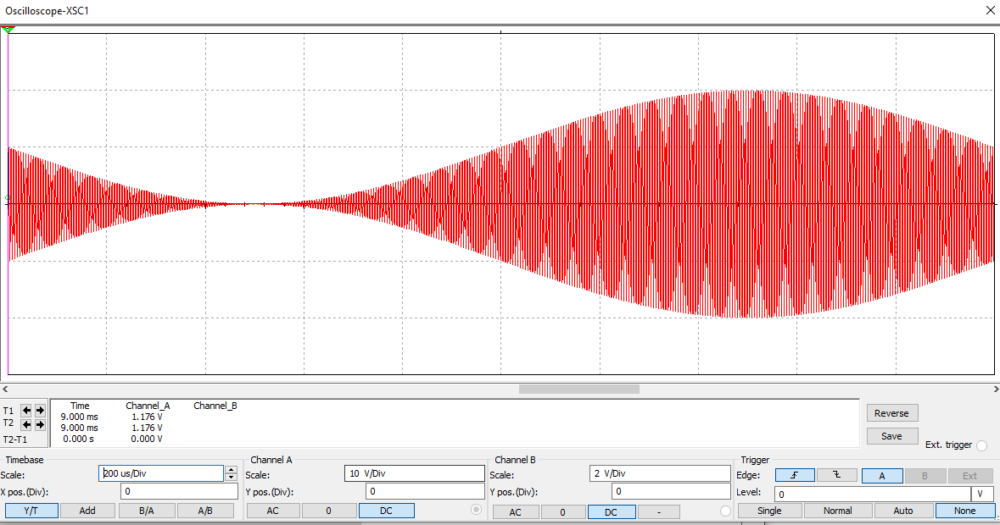 Oscilloscope-XSC1
Time Channel_A Channel_B
T1 9.000 ms 1.176 V
T2 9.000 ms 1.176 V
T2-T1 0.000 s 0.000 V
Reverse
Save
Ext. trigger
Timebase
Scale: 200 us/Div
X pos.(Div): 0
Y/T Add B/A A/B
Channel A
Scale: 10 V/Div
Y pos.(Div): 0
AC 0 DC
Channel B
Scale: 2 V/Div
Y pos.(Div): 0
AC 0 DC -
Trigger
Edge: A B Ext
Level: 0 V
Single Normal Auto None